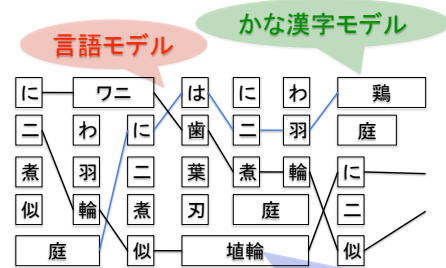 かな漢字モデル
言語モデル
に ワニ は に わ 鶏
二 わ に 歯 二 羽 庭
煮 羽 二 葉 煮 輪 に
似 輪 煮 刃 庭 二
庭 似 埴輪 似